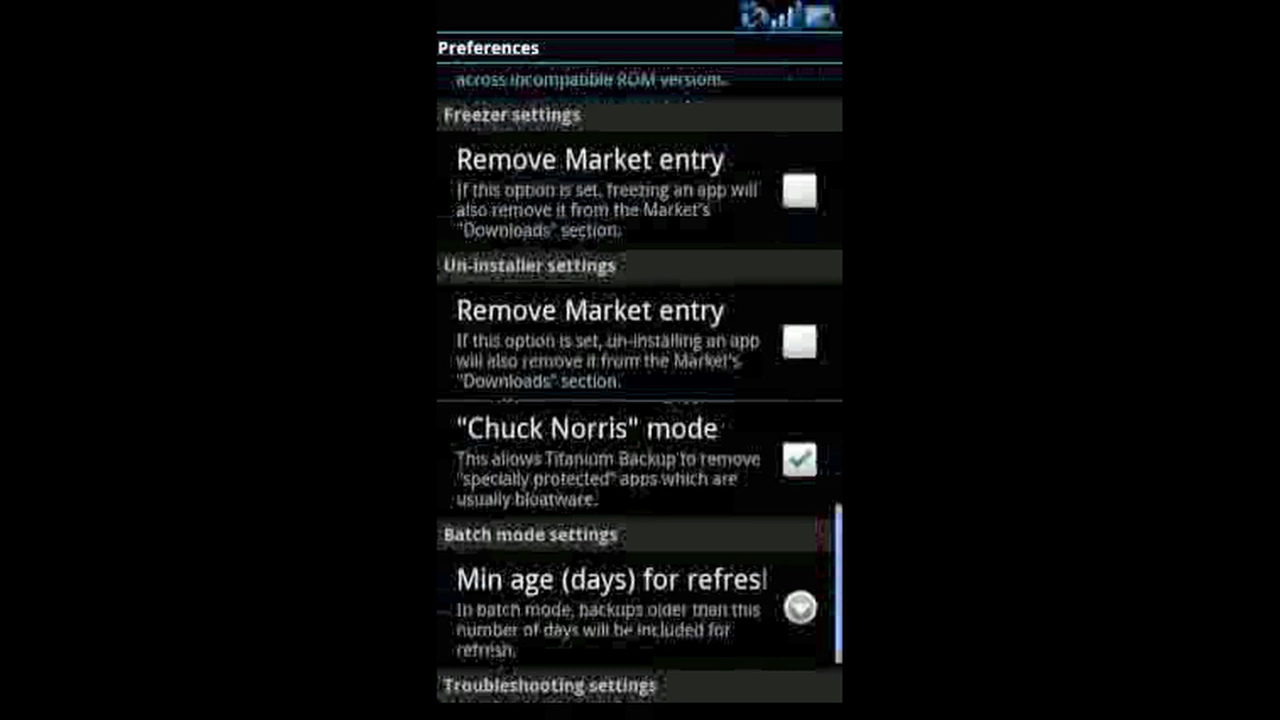 Preferences
across incompatible ROM versions.
Freezer settings
Remove Market entry
If this option is set, freezing an app will
also remove it from the Market's
"Downloads" section.
Un-installer settings
Remove Market entry
If this option is set, un-installing an app
will also remove it from the Market's
"Downloads" section.
"Chuck Norris" mode
This allows Titanium Backup to remove
"specially protected" apps which are
usually bloatware.
Batch mode settings
Min age (days) for refresl
In batch mode, backups older than this
number of days will be included for
refresh.
Troubleshooting settings